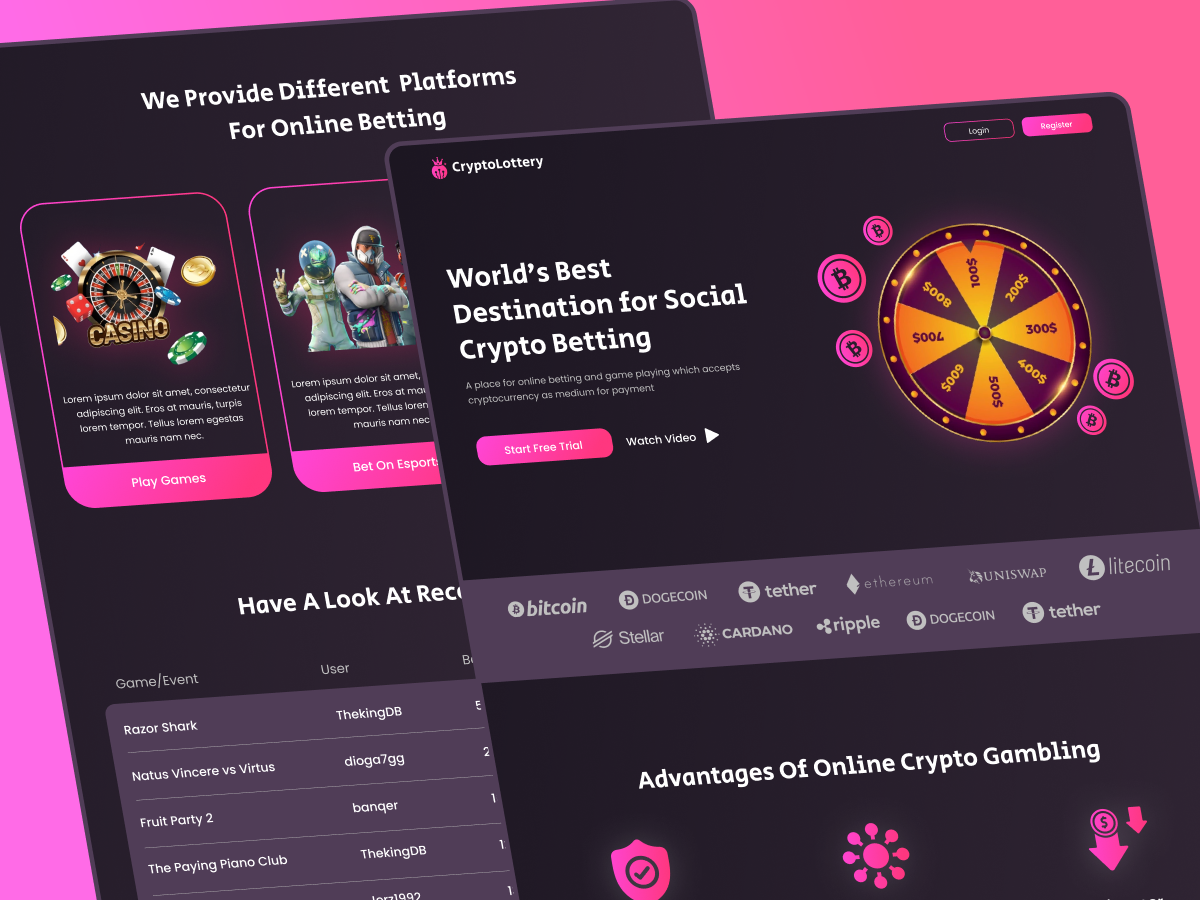 We Provide Different Platforms
For Online Betting
CASINO
Lorem ipsum dolor sit amet, consectetur
adipiscing elit. Eros at mauris, turpis
lorem tempor. Tellus lorem egestas
mauris nam nec.
Play Games
Lorem ipsum dolor sit amet,
adipiscing elit. Eros at
lorem tempor. Tellus
mauris nam nec
Bet On Esports
Have A Look At
Game/Event User
Razor Shark ThekingDB
Natus Vincere vs Virtus dioga7gg
Fruit Party 2 banqer
The Paying Piano Club ThekingDB
lorz1992
CryptoLottery
Login
Register
World's Best
Destination for Social
Crypto Betting
A place for online betting and game playing which accepts
cryptocurrency as medium for payment
Start Free Trial
Watch Video
100$
200$
300$
400$
500$
600$
700$
800$
bitcoin DOGECOIN tether ethereum UNISWAP litecoin
Stellar CARDANO ripple DOGECOIN tether
Advantages Of Online Crypto Gambling